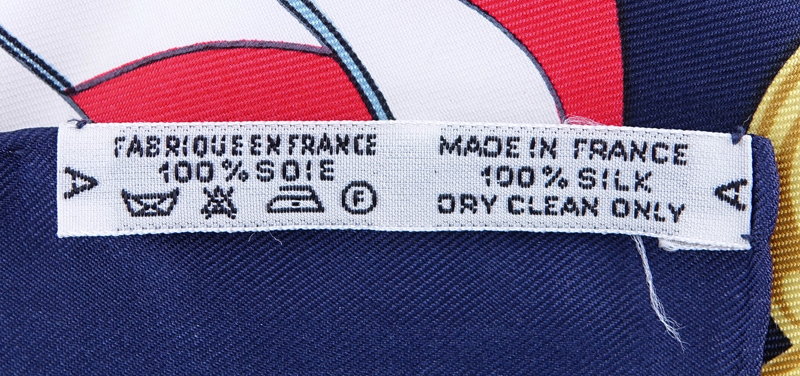 A
FABRIQUE EN FRANCE
100% SOIE
F
MADE IN FRANCE
100% SILK
DRY CLEAN ONLY
A